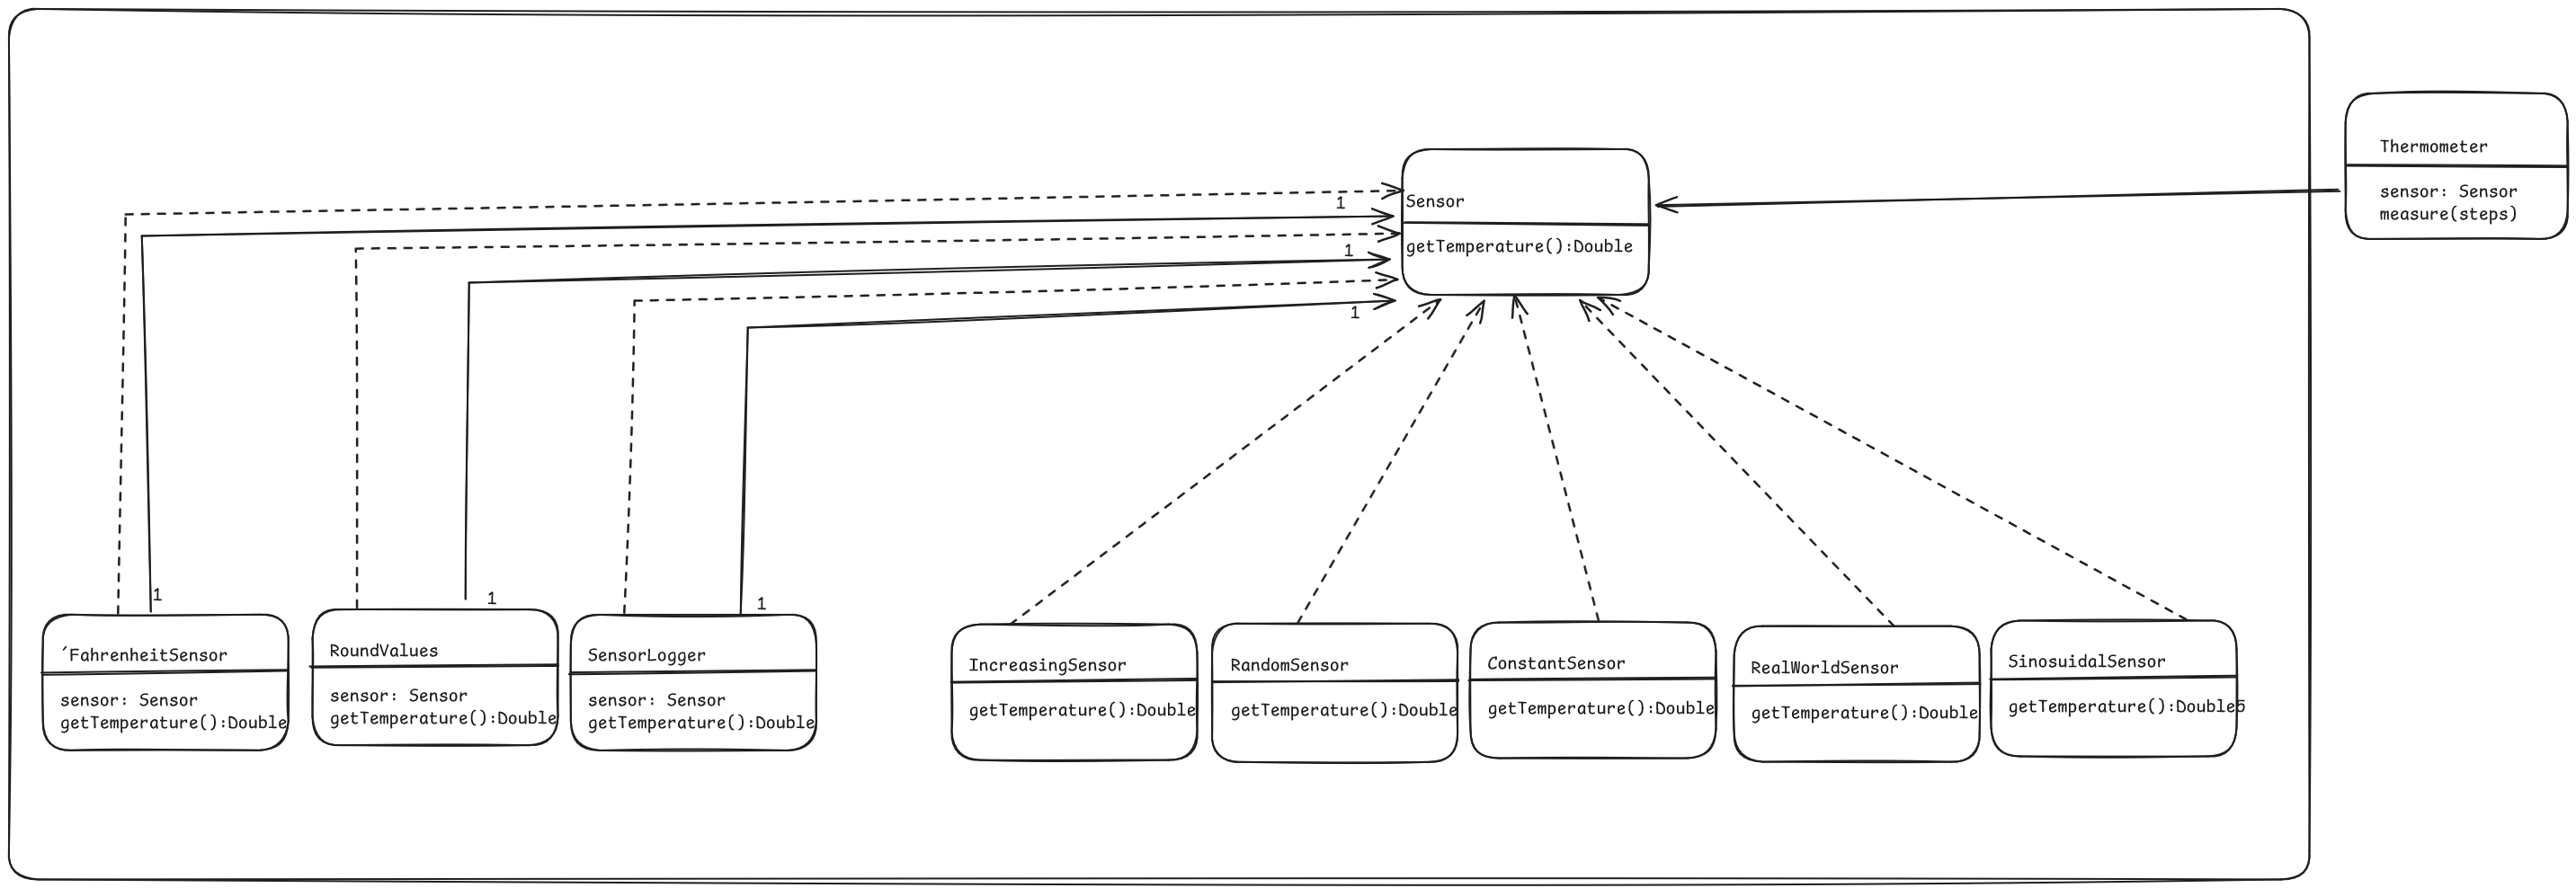 Thermometer
sensor: Sensor
measure(steps)
Sensor
getTemperature():Double
1
1
1
1
1
1
´FahrenheitSensor
sensor: Sensor
getTemperature():Double
RoundValues
sensor: Sensor
getTemperature():Double
SensorLogger
sensor: Sensor
getTemperature():Double
IncreasingSensor
getTemperature():Double
RandomSensor
getTemperature():Double
ConstantSensor
getTemperature():Double
RealWorldSensor
getTemperature():Double
SinosuidalSensor
getTemperature():Double5